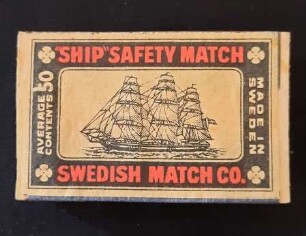 "SHIP" SAFETY MATCH
AVERAGE
CONTENTS 50
MADE IN
SWEDEN
SWEDISH MATCH CO.